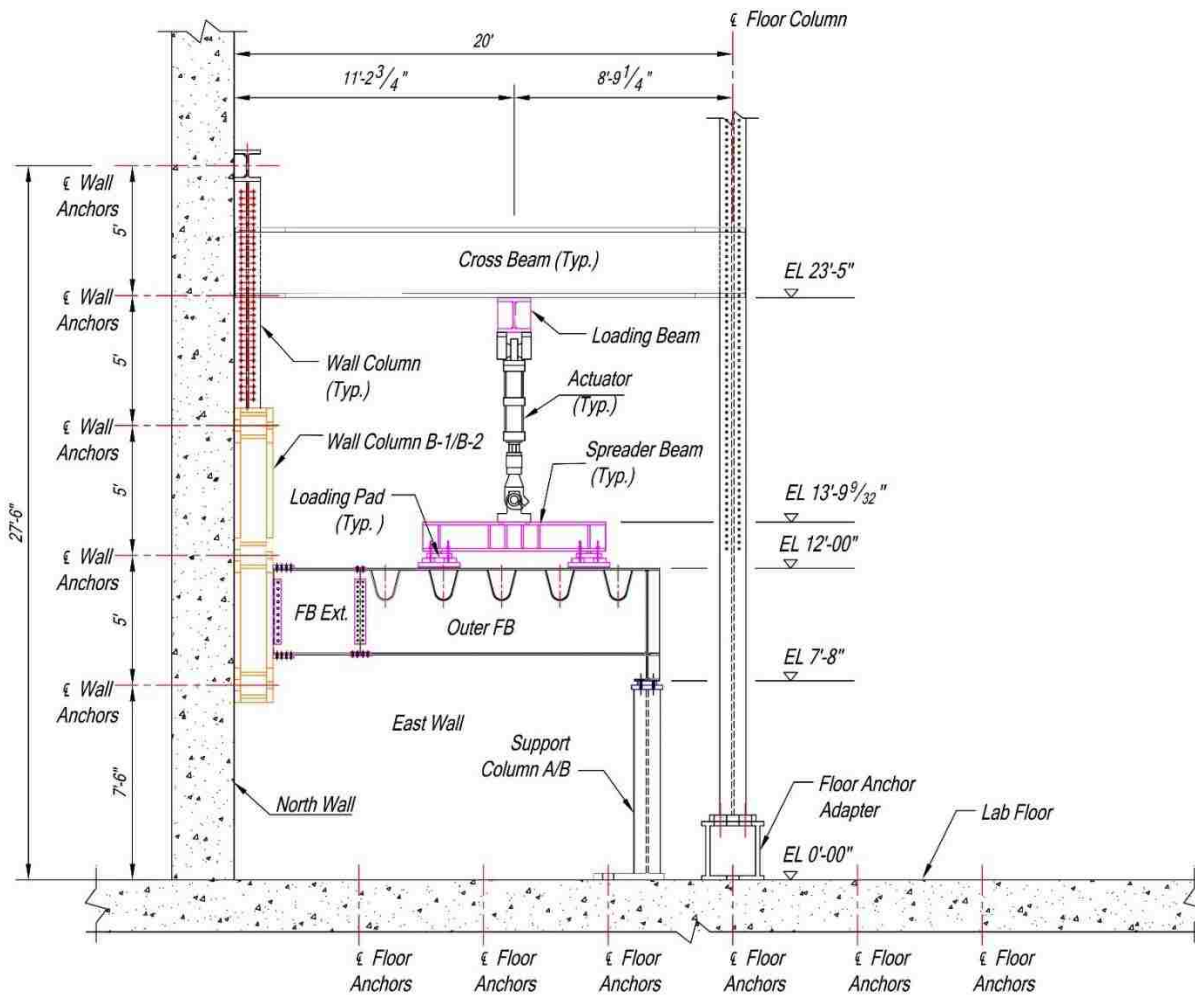 ℄ Floor Column
20'
11'-2 3/4"
8'-9 1/4"
℄ Wall
Anchors
5'
Cross Beam (Typ.)
EL 23'-5"
℄ Wall
Anchors
Loading Beam
Wall Column
(Typ.)
5'
Actuator
(Typ.)
℄ Wall
Anchors
Wall Column B-1/B-2
Spreader Beam
(Typ.)
5'
27'-6"
Loading Pad
(Typ. )
EL 13'-9 9/32 "
EL 12'-00"
℄ Wall
Anchors
5'
FB Ext.
Outer FB
EL 7'-8"
℄ Wall
Anchors
East Wall
Support
Column A/B
7'-6"
North Wall
Floor Anchor
Adapter
Lab Floor
EL 0'-00"
℄ Floor
Anchors
℄ Floor
Anchors
℄ Floor
Anchors
℄ Floor
Anchors
℄ Floor
Anchors
℄ Floor
Anchors